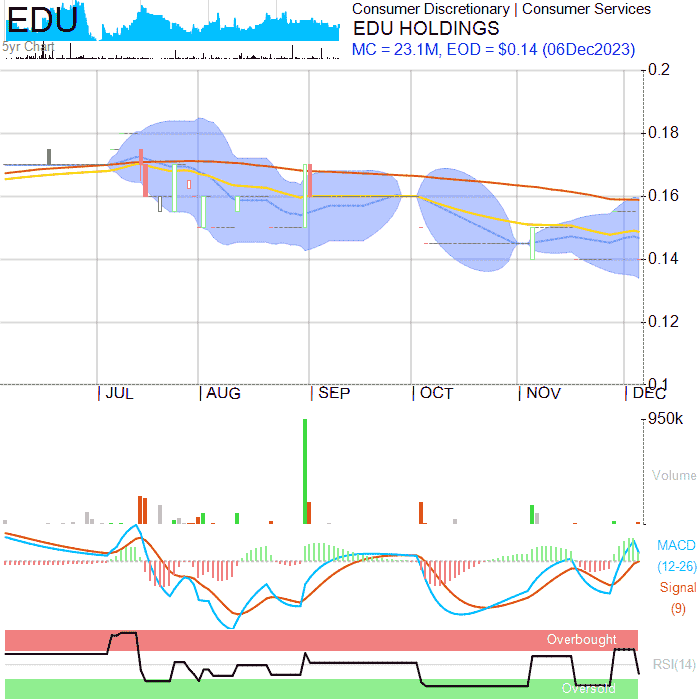 EDU
5yr Chart
Consumer Discretionary | Consumer Services
EDU HOLDINGS
MC = 23.1M, EOD = $0.14 (06Dec2023)
0.2
0.18
0.16
0.14
0.12
0.1
JUL
AUG
SEP
OCT
NOV
DEC
950k
Volume
MACD
(12-26)
Signal
(9)
Overbought
RSI(14)
Oversold